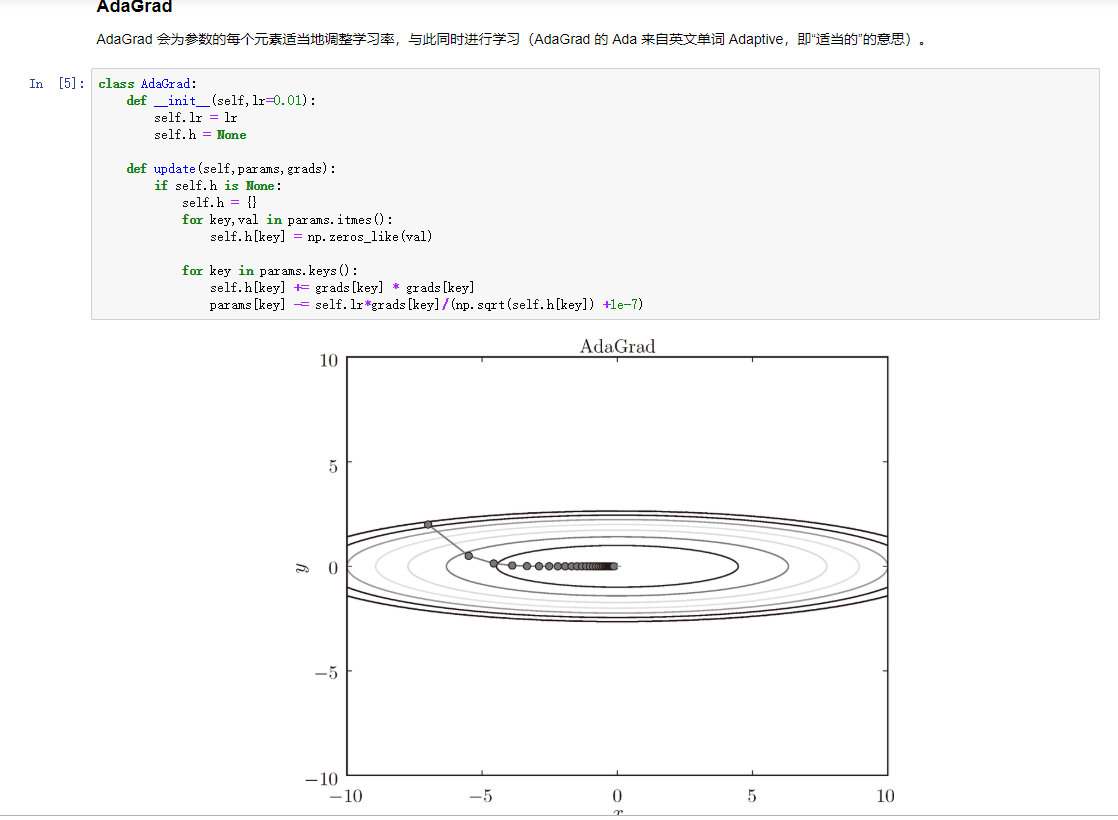 AdaGrad
AdaGrad 会为参数的每个元素适当地调整学习率，与此同时进行学习（AdaGrad 的 Ada 来自英文单词 Adaptive，即“适当的”的意思）。
In [5]:
class AdaGrad:
    def __init__(self,lr=0.01):
        self.lr = lr
        self.h = None
    def update(self,params,grads):
        if self.h is None:
            self.h = {}
            for key,val in params.itmes():
                self.h[key] = np.zeros_like(val)
            for key in params.keys():
                self.h[key] += grads[key] * grads[key]
                params[key] -= self.lr*grads[key]/(np.sqrt(self.h[key]) +1e-7)
AdaGrad
10
5
y
0
−5
−10
−10 −5 0 5 10
x